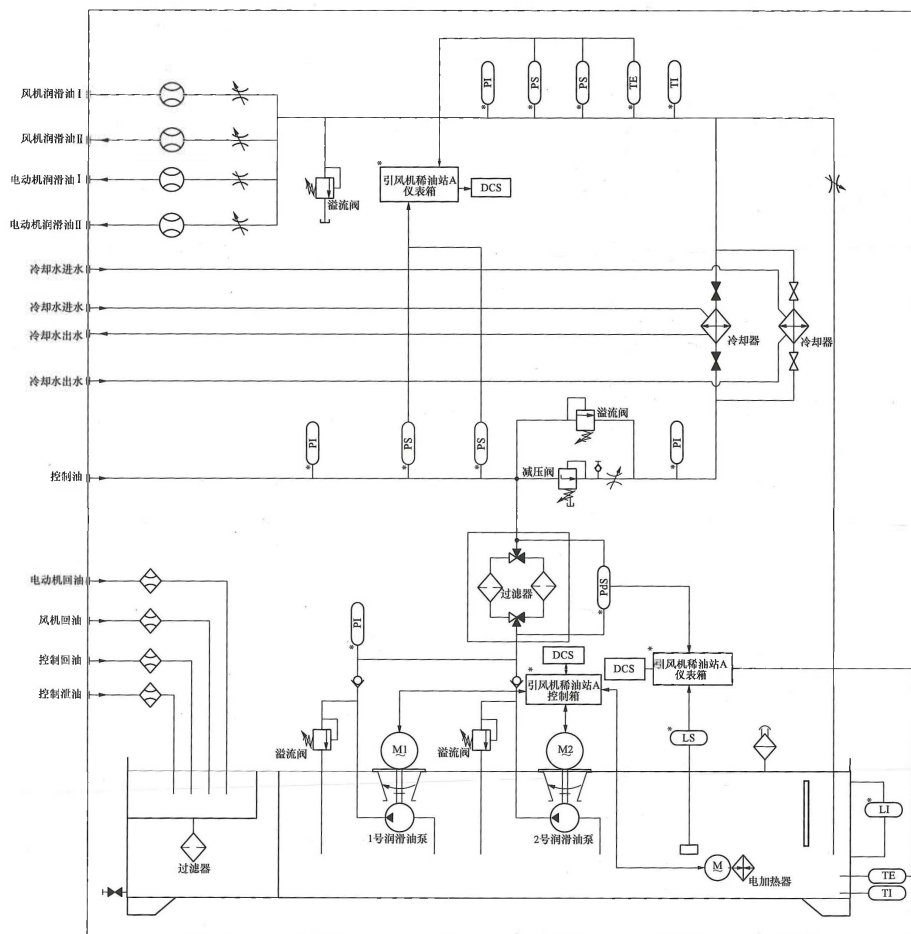 PI
PS
PS
TE
TI
风机润滑油Ⅰ
风机润滑油Ⅱ
电动机润滑油Ⅰ
电动机润滑油Ⅱ
溢流阀
引风机稀油站A
仪表箱
DCS
冷却水进水
冷却水进水
冷却水出水
冷却水出水
冷却器
冷却器
PI
PS
PS
溢流阀
减压阀
PI
控制油
过滤器
PdS
电动机回油
风机回油
控制回油
控制泄油
PI
DCS
引风机稀油站A
控制箱
DCS
引风机稀油站A
仪表箱
溢流阀
M1
~
溢流阀
M2
~
LS
LI
1号润滑油泵
2号润滑油泵
过滤器
M
~
电加热器
TE
TI